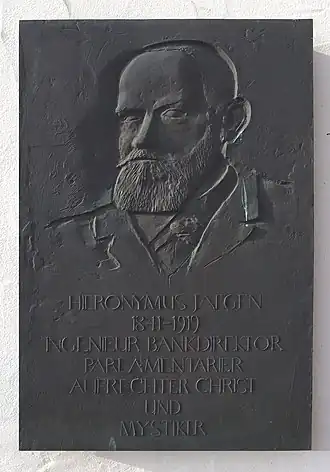 HIERONYMUS JAEGEN
1841-1919
INGENIEUR BANKDIREKTOR
PARLAMENTARIER
AUFRECHTER CHRIST
UND
MYSTIKER